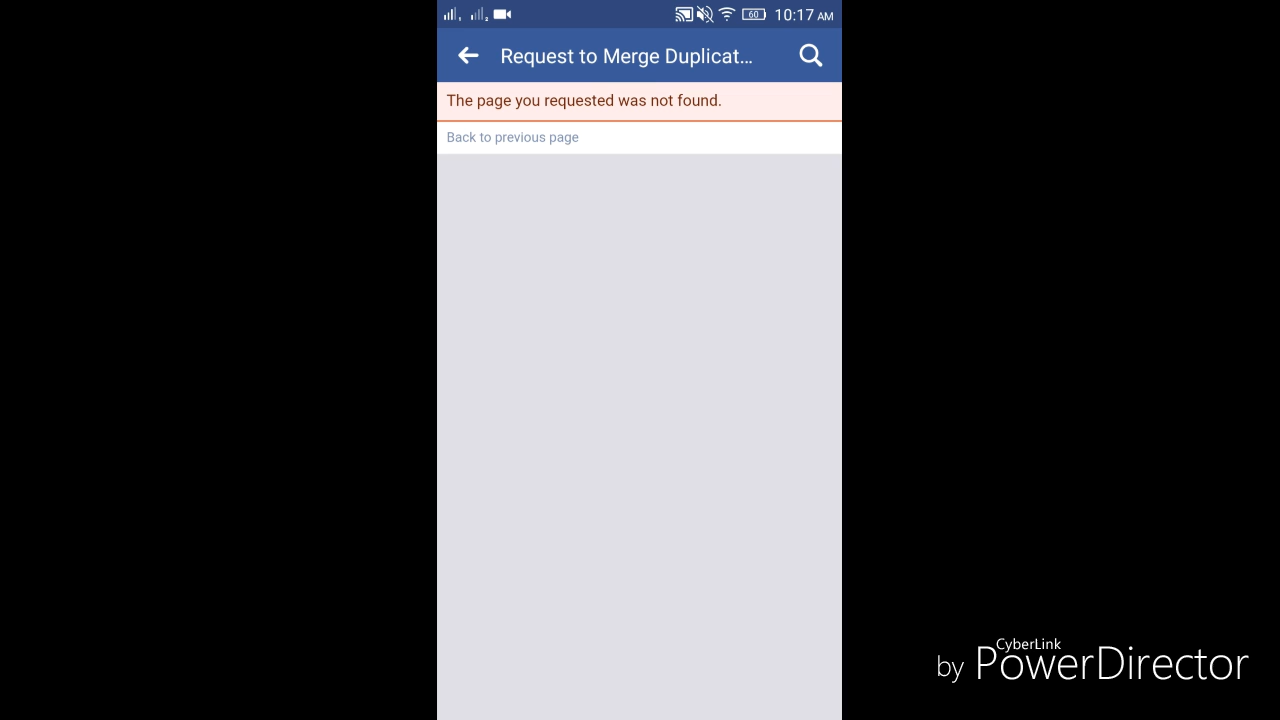 60 10:17 AM
Request to Merge Duplicat...
The page you requested was not found.
Back to previous page
CyberLink
by PowerDirector